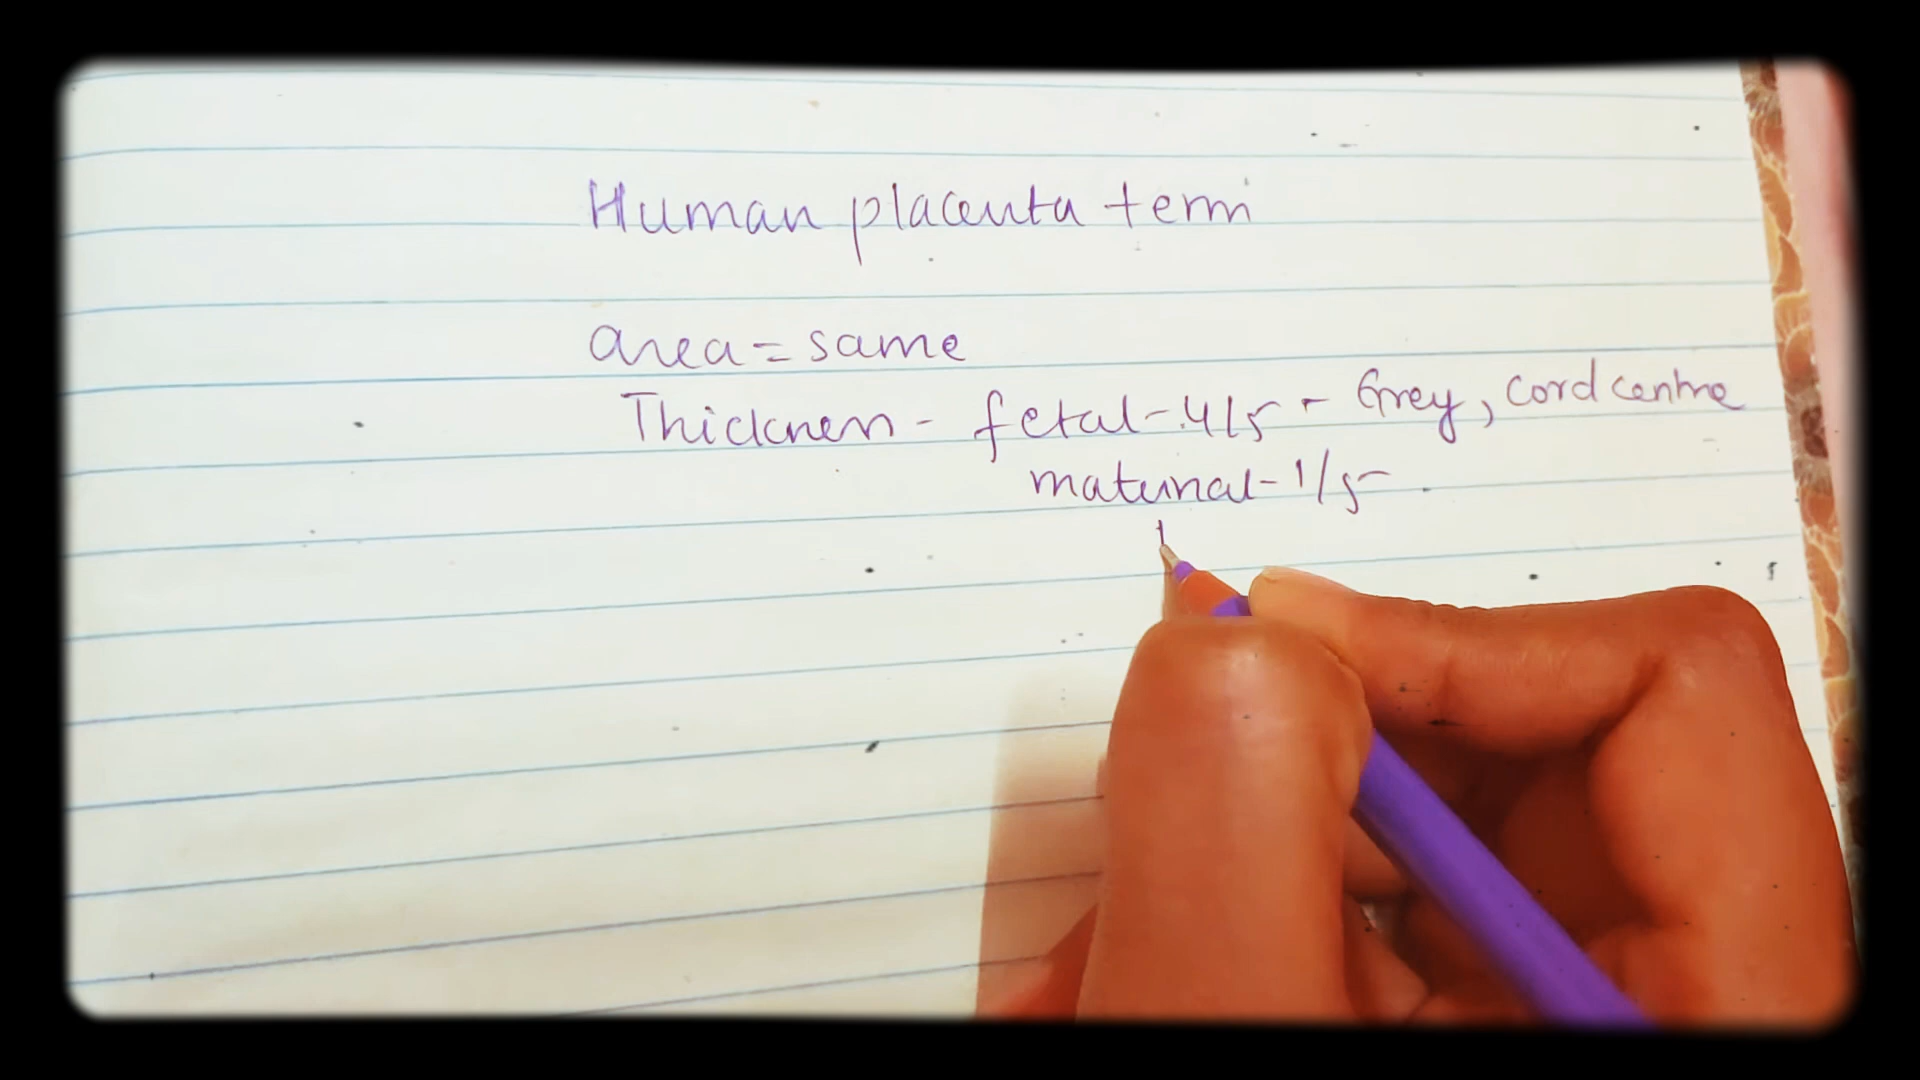 Human placenta term
area = same
Thickness - fetal - 4/5 - Grey, Cord centre
maternal - 1/5